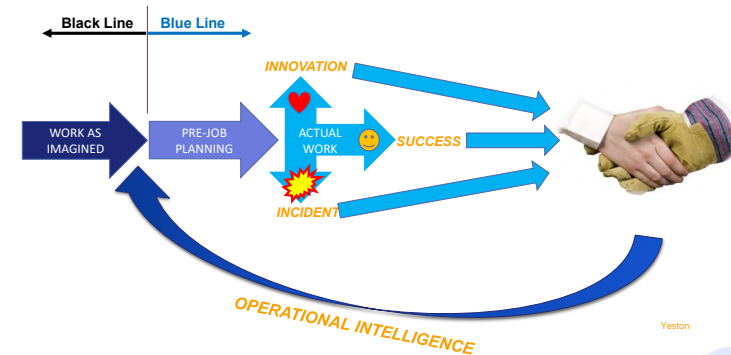 Black Line
Blue Line
INNOVATION
WORK AS
IMAGINED
PRE-JOB
PLANNING
ACTUAL
WORK
SUCCESS
INCIDENT
OPERATIONAL INTELLIGENCE
Yeston